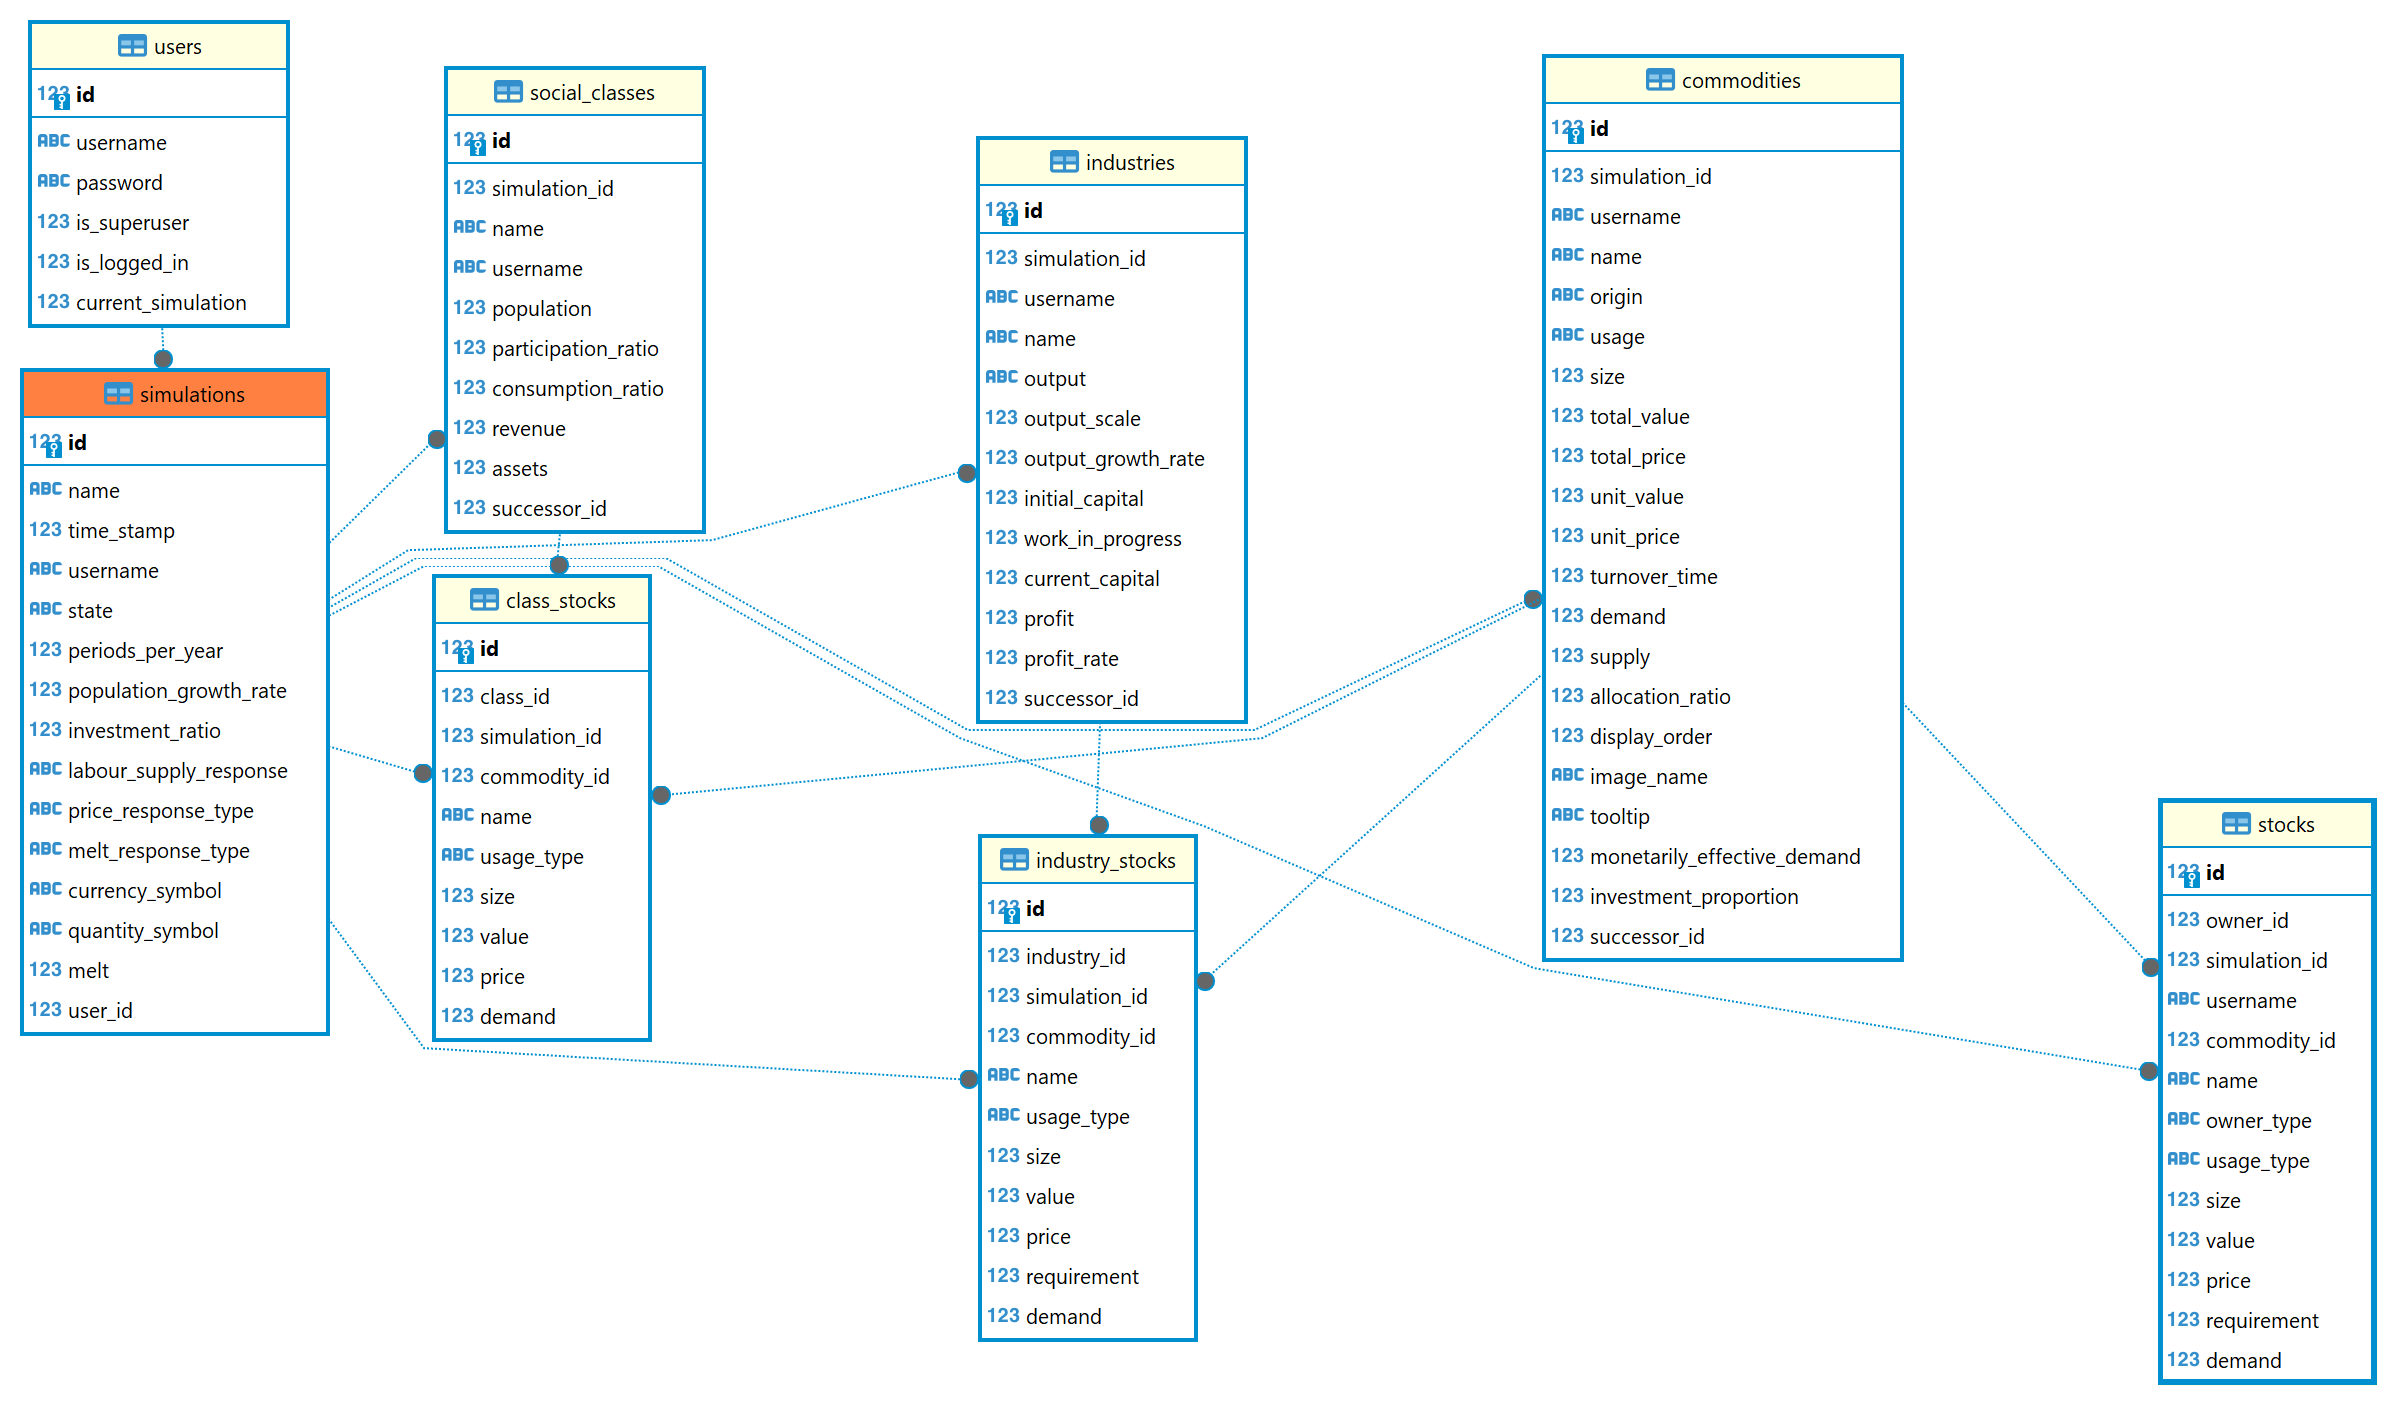 users
123 id
ABC username
ABC password
123 is_superuser
123 is_logged_in
123 current_simulation
simulations
123 id
ABC name
123 time_stamp
ABC username
ABC state
123 periods_per_year
123 population_growth_rate
123 investment_ratio
ABC labour_supply_response
ABC price_response_type
ABC melt_response_type
ABC currency_symbol
ABC quantity_symbol
123 melt
123 user_id
social_classes
123 id
123 simulation_id
ABC name
ABC username
123 population
123 participation_ratio
123 consumption_ratio
123 revenue
123 assets
123 successor_id
class_stocks
123 id
123 class_id
123 simulation_id
123 commodity_id
ABC name
ABC usage_type
123 size
123 value
123 price
123 demand
industries
123 id
123 simulation_id
ABC username
ABC name
ABC output
123 output_scale
123 output_growth_rate
123 initial_capital
123 work_in_progress
123 current_capital
123 profit
123 profit_rate
123 successor_id
industry_stocks
123 id
123 industry_id
123 simulation_id
123 commodity_id
ABC name
ABC usage_type
123 size
123 value
123 price
123 requirement
123 demand
commodities
123 id
123 simulation_id
ABC username
ABC name
ABC origin
ABC usage
123 size
123 total_value
123 total_price
123 unit_value
123 unit_price
123 turnover_time
123 demand
123 supply
123 allocation_ratio
123 display_order
ABC image_name
ABC tooltip
123 monetarily_effective_demand
123 investment_proportion
123 successor_id
stocks
123 id
123 owner_id
123 simulation_id
ABC username
123 commodity_id
ABC name
ABC owner_type
ABC usage_type
123 size
123 value
123 price
123 requirement
123 demand